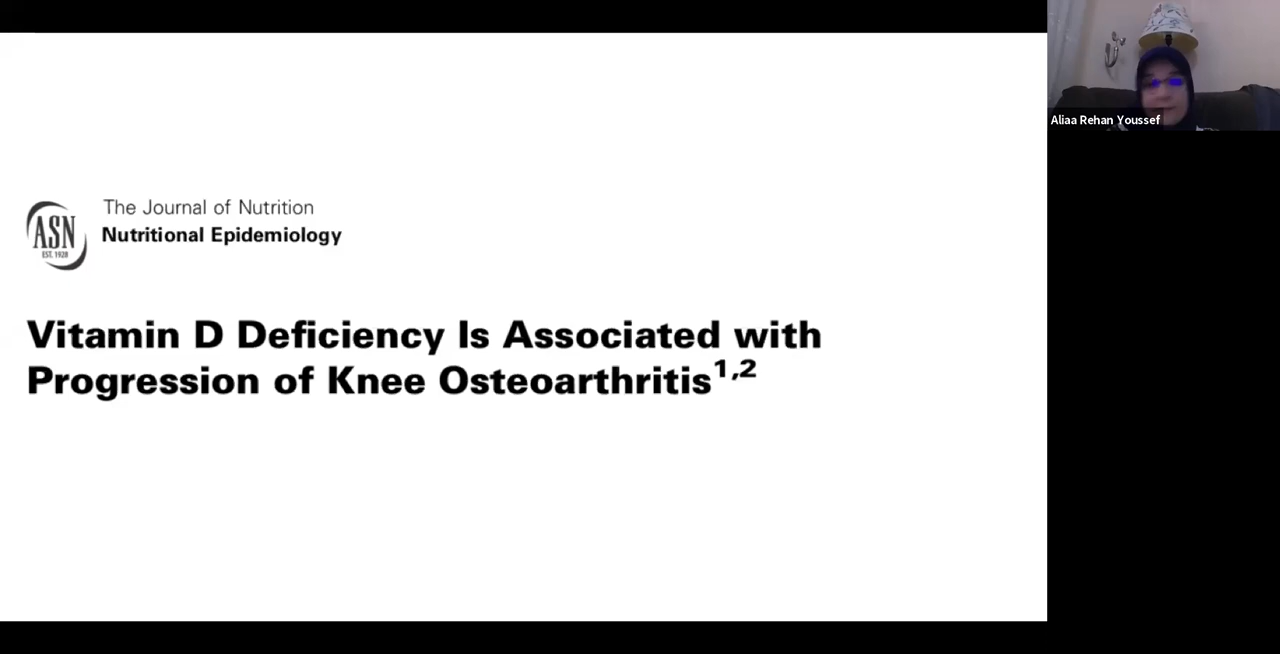 Aliaa Rehan Youssef
ASN
EST. 1928
The Journal of Nutrition
Nutritional Epidemiology
Vitamin D Deficiency Is Associated with
Progression of Knee Osteoarthritis1,2